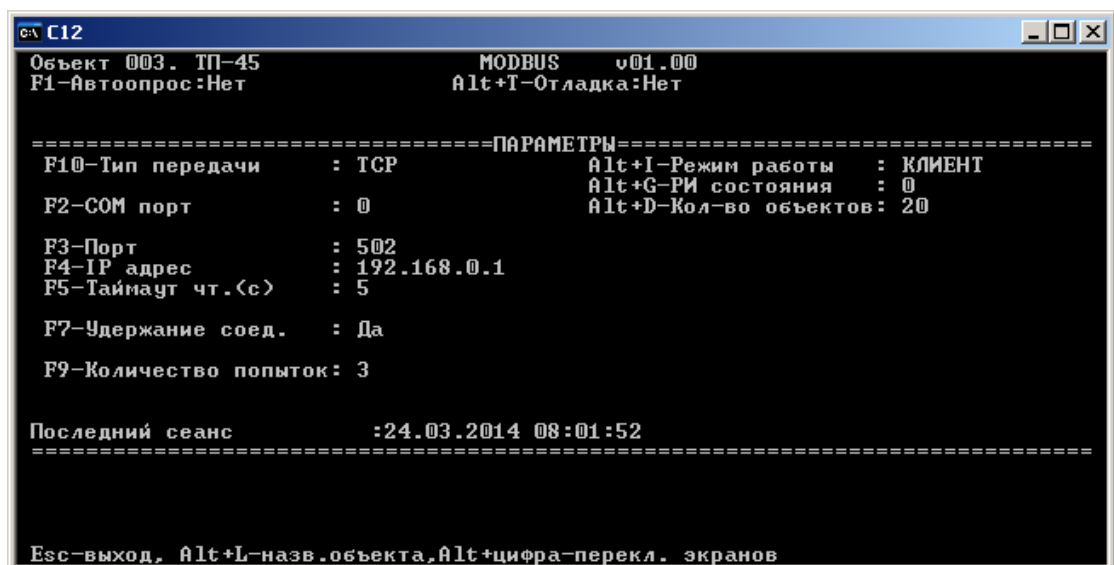 C12
Объект 003. ТП-45 MODBUS v01.00
F1-Автоопрос:Нет Alt+T-Отладка:Нет
==================================ПАРАМЕТРЫ===================================
F10-Тип передачи : TCP Alt+I-Режим работы : КЛИЕНТ
Alt+G-РИ состояния : 0
F2-COM порт : 0 Alt+D-Кол-во объектов: 20
F3-Порт : 502
F4-IP адрес : 192.168.0.1
F5-Таймаут чт.(с) : 5
F7-Удержание соед. : Да
F9-Количество попыток: 3
Последний сеанс :24.03.2014 08:01:52
==============================================================================
Esc-выход, Alt+L-назв.объекта,Alt+цифра-перекл. экранов